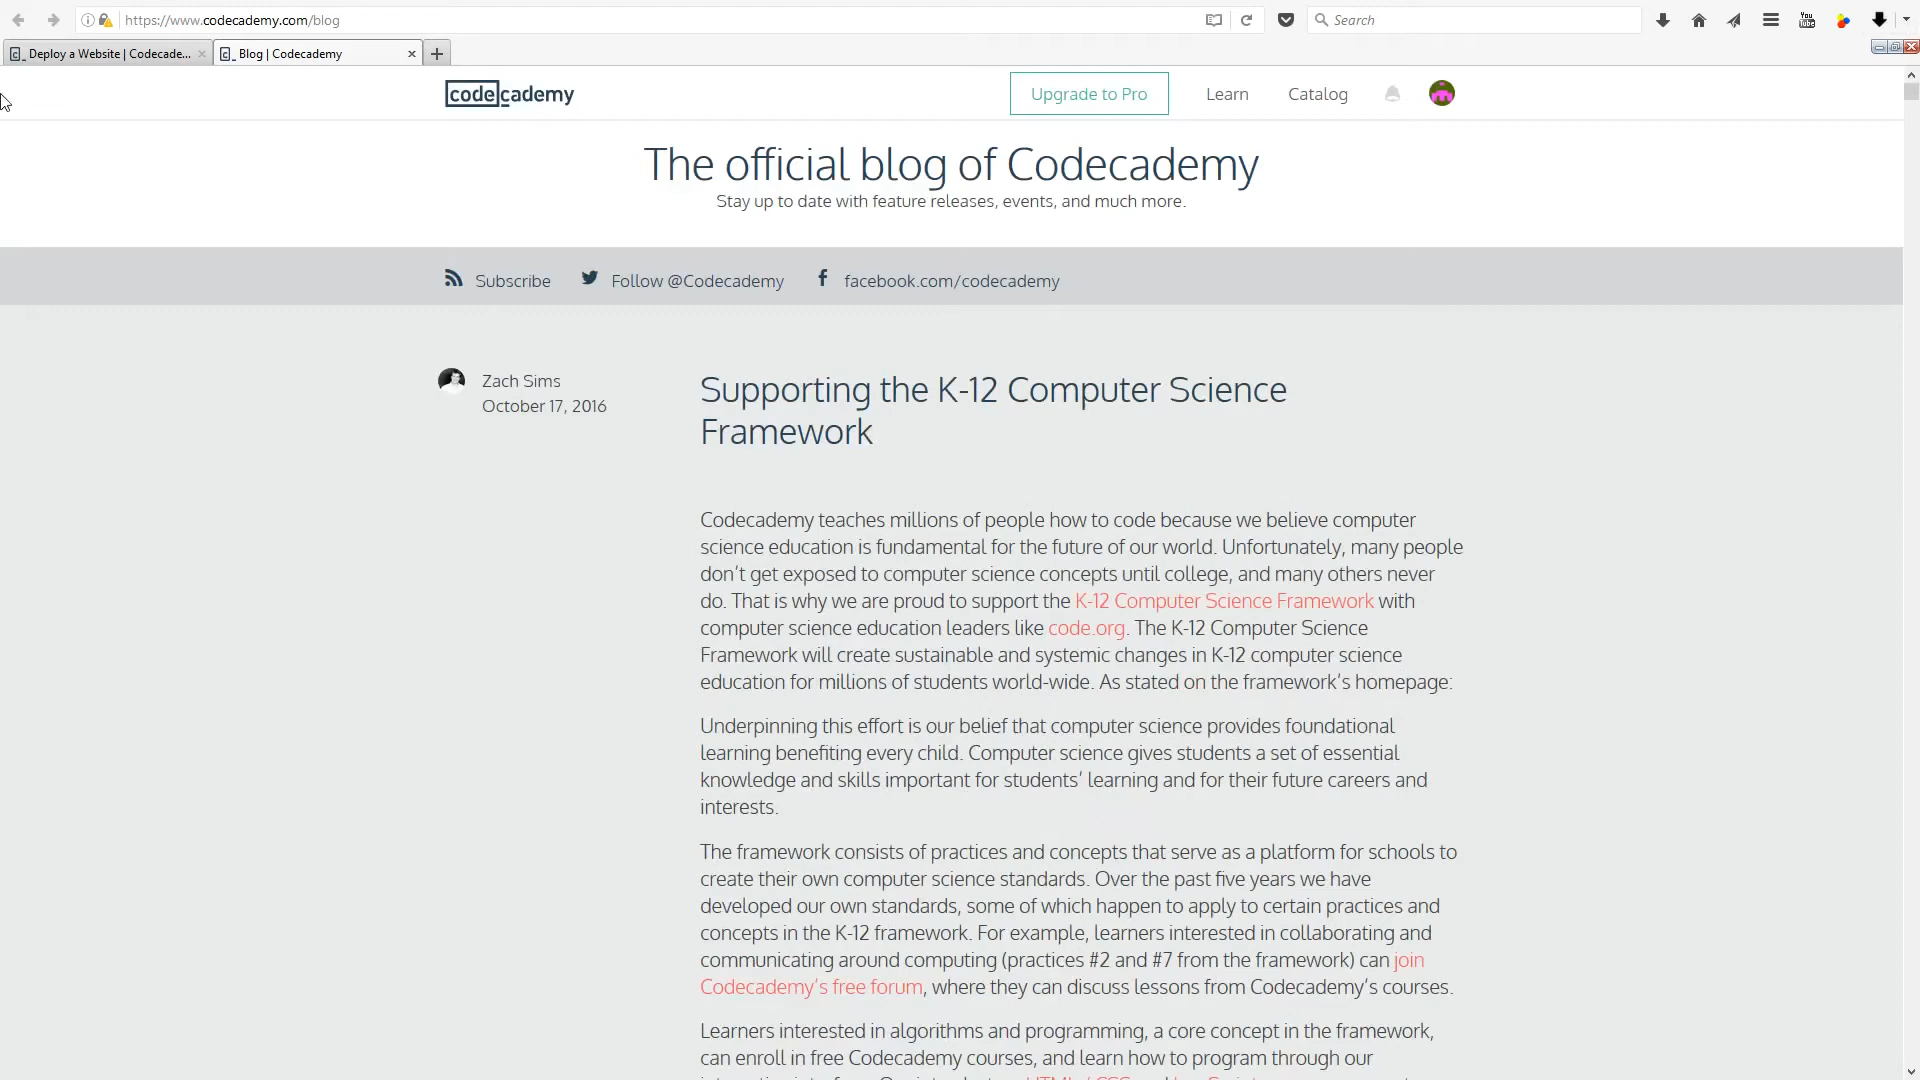 https://www.codecademy.com/blog
Search
You
Tube
Deploy a Website | Codecade...
Blog | Codecademy
codecademy
Upgrade to Pro
Learn
Catalog
The official blog of Codecademy
Stay up to date with feature releases, events, and much more.
Subscribe
Follow @Codecademy
facebook.com/codecademy
Zach Sims
October 17, 2016
Supporting the K-12 Computer Science
Framework
Codecademy teaches millions of people how to code because we believe computer
science education is fundamental for the future of our world. Unfortunately, many people
don't get exposed to computer science concepts until college, and many others never
do. That is why we are proud to support the K-12 Computer Science Framework with
computer science education leaders like code.org. The K-12 Computer Science
Framework will create sustainable and systemic changes in K-12 computer science
education for millions of students world-wide. As stated on the framework's homepage:
Underpinning this effort is our belief that computer science provides foundational
learning benefiting every child. Computer science gives students a set of essential
knowledge and skills important for students' learning and for their future careers and
interests.
The framework consists of practices and concepts that serve as a platform for schools to
create their own computer science standards. Over the past five years we have
developed our own standards, some of which happen to apply to certain practices and
concepts in the K-12 framework. For example, learners interested in collaborating and
communicating around computing (practices #2 and #7 from the framework) can join
Codecademy's free forum, where they can discuss lessons from Codecademy's courses.
Learners interested in algorithms and programming, a core concept in the framework,
can enroll in free Codecademy courses, and learn how to program through our